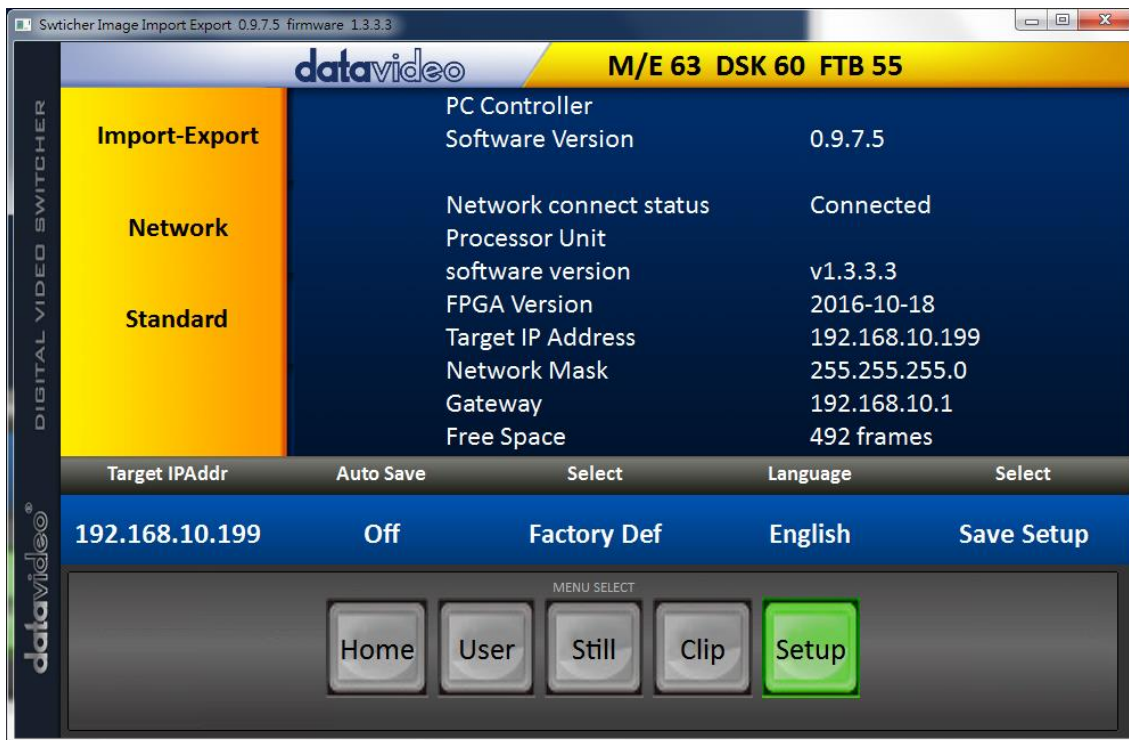 Swticher Image Import Export 0.9.7.5 firmware 1.3.3.3
datavideo
M/E 63 DSK 60 FTB 55
DIGITAL VIDEO SWITCHER
datavideo®
Import-Export
Network
Standard
PC Controller
Software Version 0.9.7.5
Network connect status Connected
Processor Unit
software version v1.3.3.3
FPGA Version 2016-10-18
Target IP Address 192.168.10.199
Network Mask 255.255.255.0
Gateway 192.168.10.1
Free Space 492 frames
Target IPAddr Auto Save Select Language Select
192.168.10.199 Off Factory Def English Save Setup
MENU SELECT
Home User Still Clip Setup